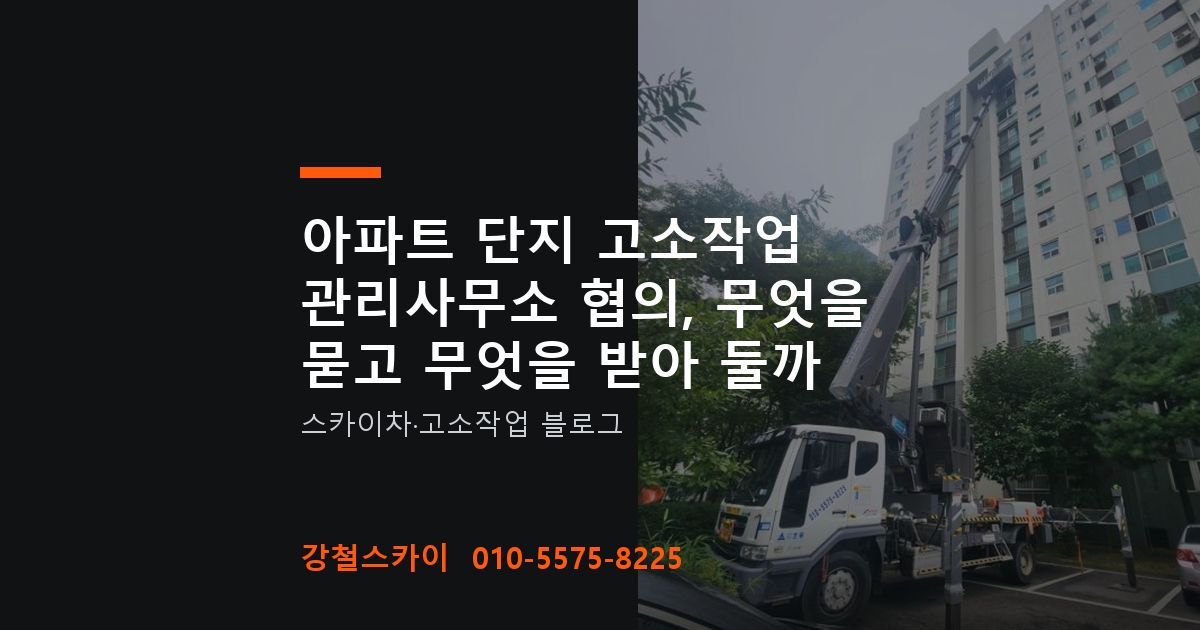 아파트 단지 고소작업
관리사무소 협의, 무엇을
묻고 무엇을 받아 둘까
스카이차·고소작업 블로그
강철스카이 010-5575-8225